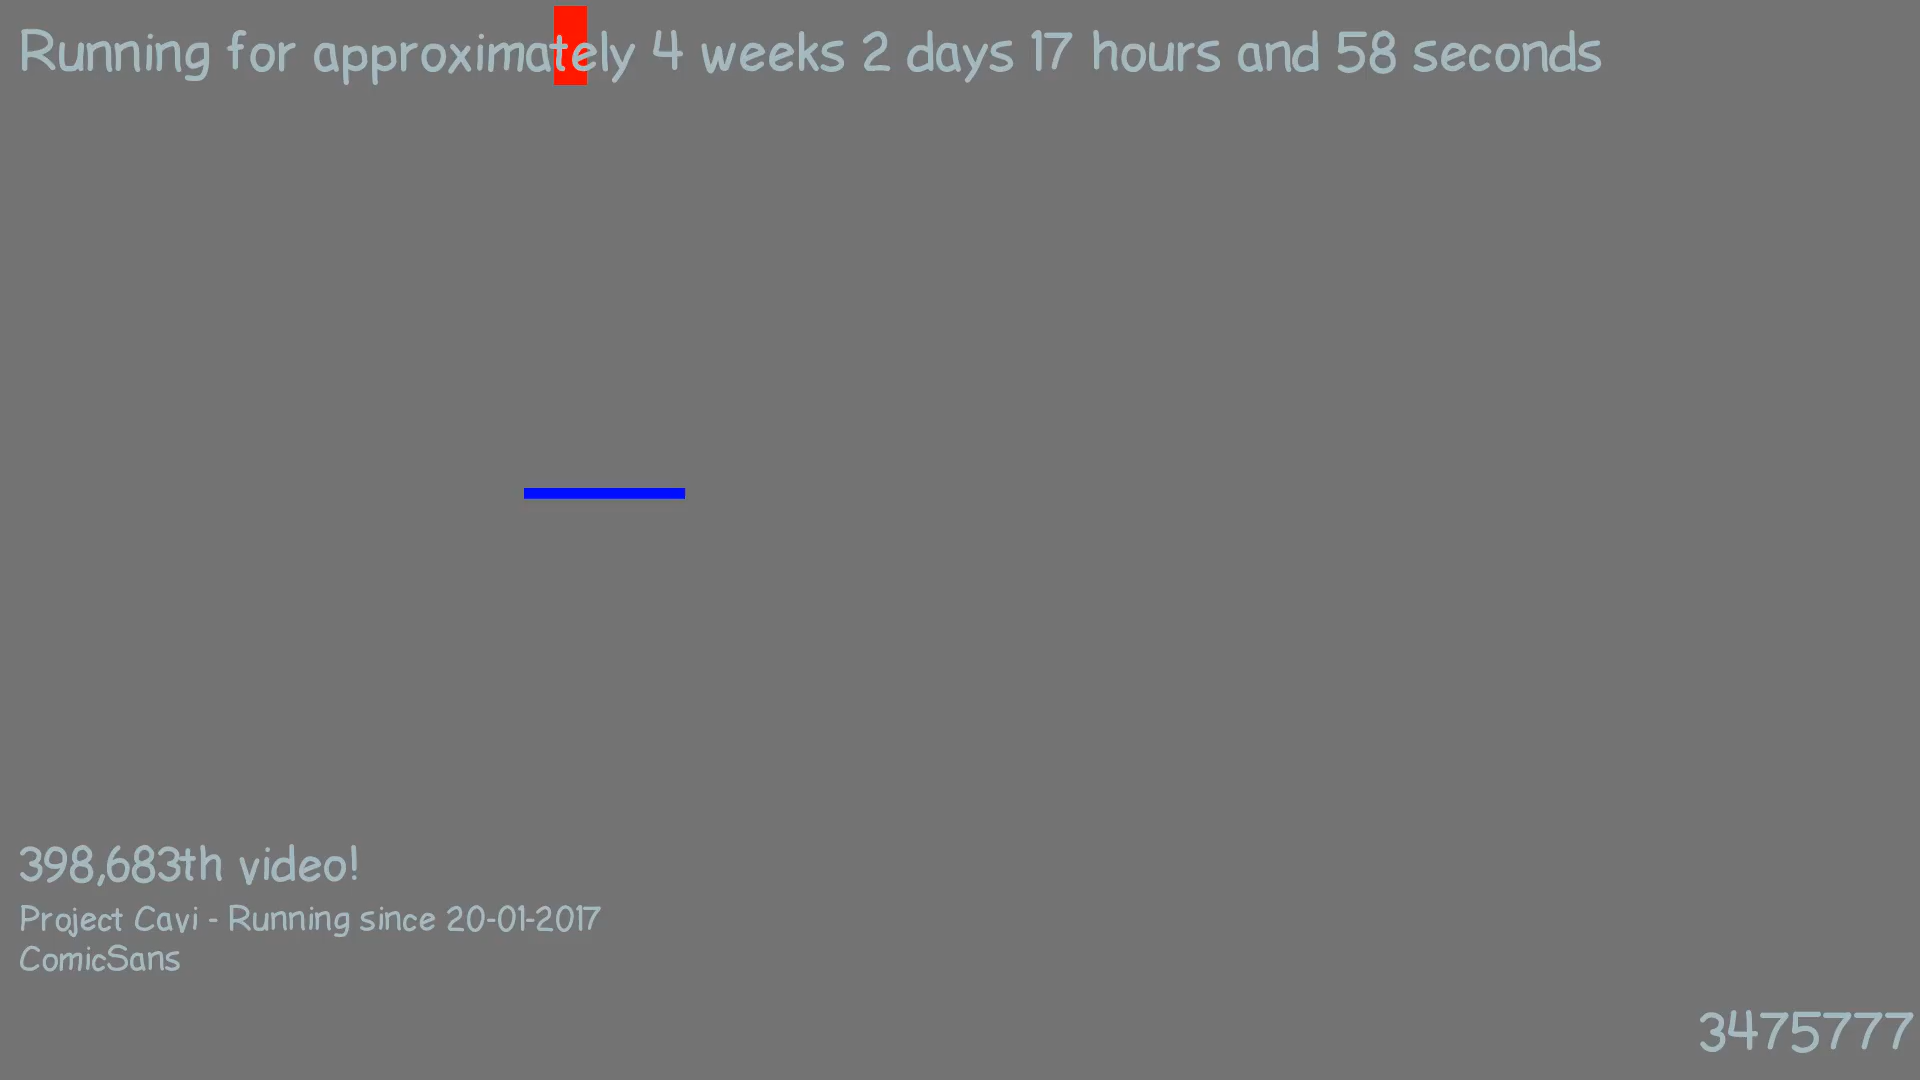 Running for approximately 4 weeks 2 days 17 hours and 58 seconds
398,683th video!
Project Cavi - Running since 20-01-2017
ComicSans
3475777